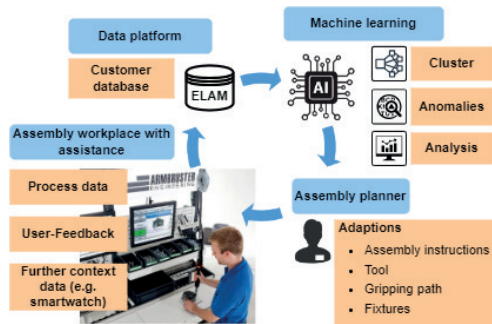 Data platform
Customer
database
ELAM
Machine learning
AI
Cluster
Anomalies
Analysis
Assembly workplace with
assistance
Process data
User-Feedback
Further context
data (e.g.
smartwatch)
ARMBRUSTER
ENGINEERING
Assembly planner
Adaptions
• Assembly instructions
• Tool
• Gripping path
• Fixtures